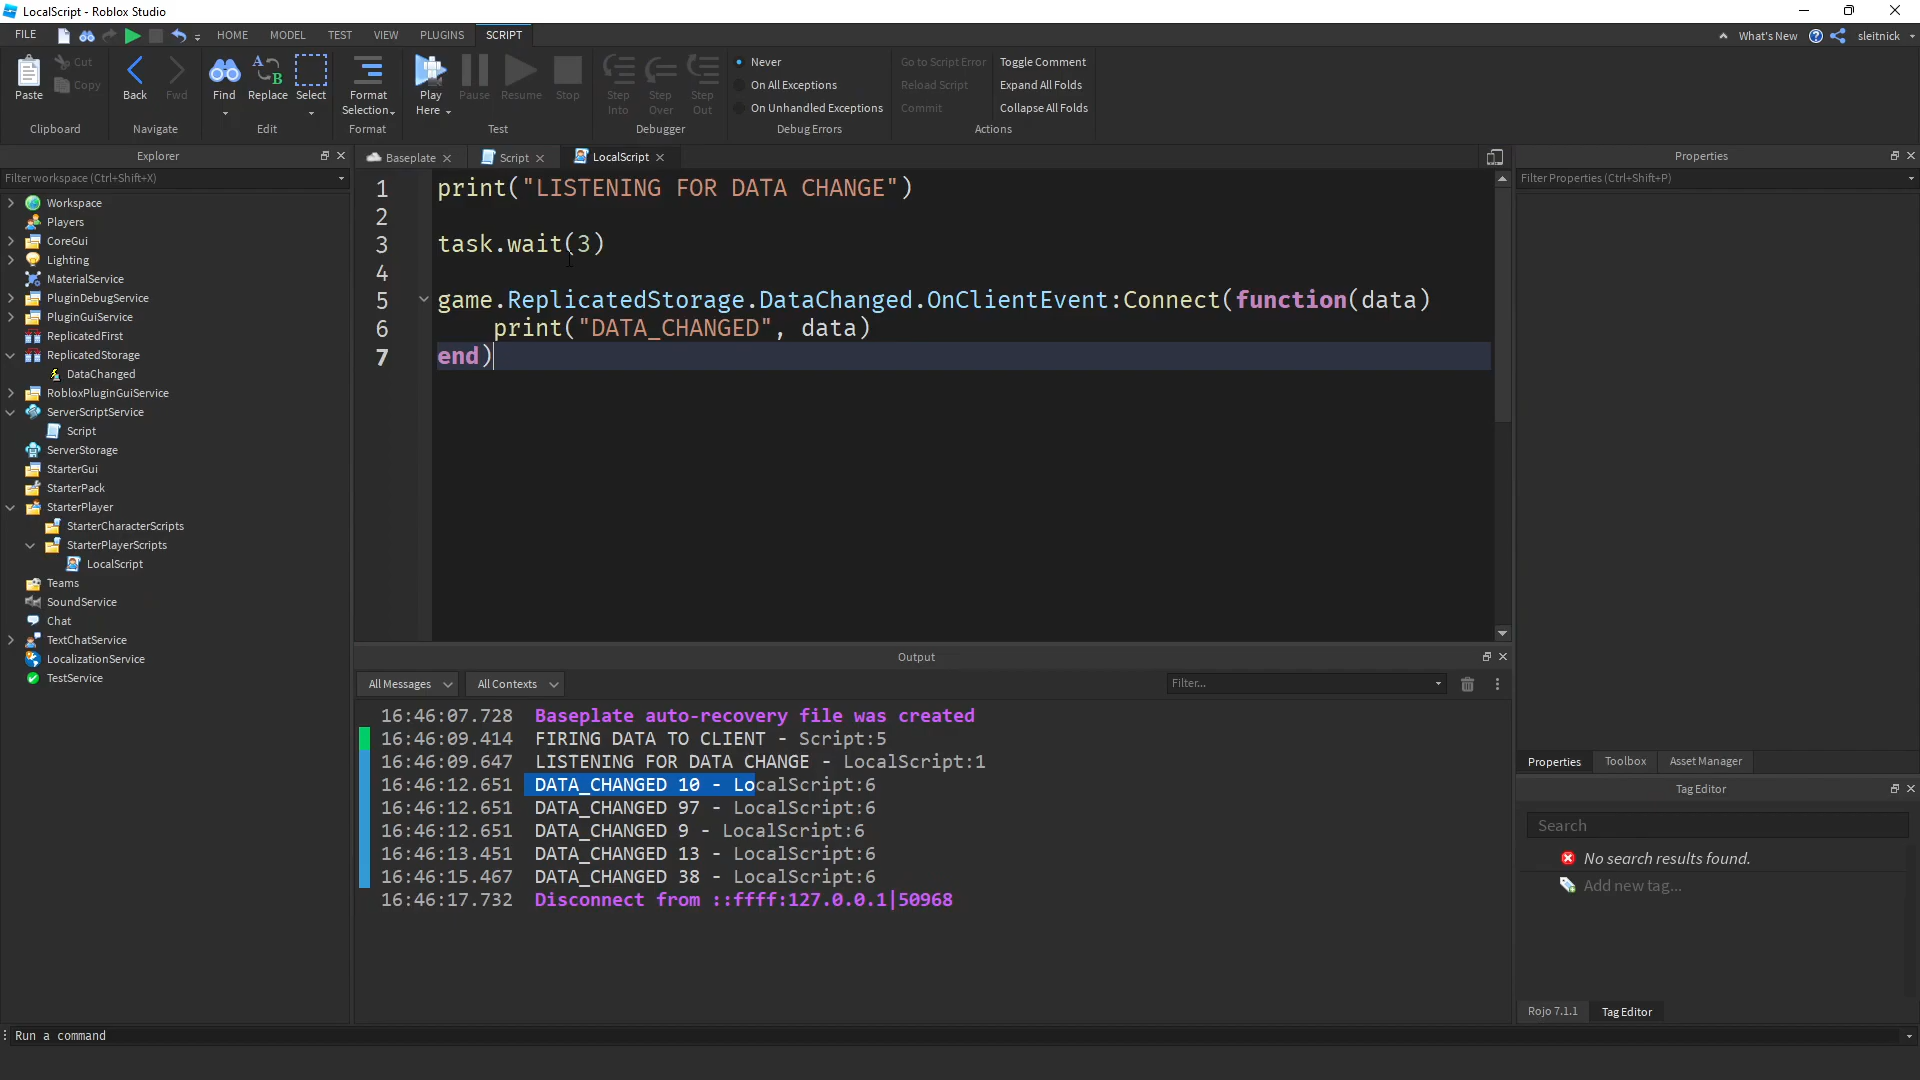 LocalScript - Roblox Studio
FILE HOME MODEL TEST VIEW PLUGINS SCRIPT What's New sleitnick
Paste Cut Copy Clipboard
Back Fwd Navigate
Find Replace Select Edit
Format Selection Format
Play Here Pause Resume Stop Test
Step Into Step Over Step Out Debugger
Never
On All Exceptions
On Unhandled Exceptions
Debug Errors
Go to Script Error
Reload Script
Commit
Toggle Comment
Expand All Folds
Collapse All Folds
Actions
Explorer
Filter workspace (Ctrl+Shift+X)
Workspace
Players
CoreGui
Lighting
MaterialService
PluginDebugService
PluginGuiService
ReplicatedFirst
ReplicatedStorage
DataChanged
RobloxPluginGuiService
ServerScriptService
Script
ServerStorage
StarterGui
StarterPack
StarterPlayer
StarterCharacterScripts
StarterPlayerScripts
LocalScript
Teams
SoundService
Chat
TextChatService
LocalizationService
TestService
Baseplate Script LocalScript
1 print("LISTENING FOR DATA CHANGE")
2
3 task.wait(3)
4
5 game.ReplicatedStorage.DataChanged.OnClientEvent:Connect(function(data)
6 print("DATA_CHANGED", data)
7 end)
Output
All Messages All Contexts Filter...
16:46:07.728 Baseplate auto-recovery file was created
16:46:09.414 FIRING DATA TO CLIENT - Script:5
16:46:09.647 LISTENING FOR DATA CHANGE - LocalScript:1
16:46:12.651 DATA_CHANGED 10 - LocalScript:6
16:46:12.651 DATA_CHANGED 97 - LocalScript:6
16:46:12.651 DATA_CHANGED 9 - LocalScript:6
16:46:13.451 DATA_CHANGED 13 - LocalScript:6
16:46:15.467 DATA_CHANGED 38 - LocalScript:6
16:46:17.732 Disconnect from ::ffff:127.0.0.1|50968
Properties
Filter Properties (Ctrl+Shift+P)
Properties Toolbox Asset Manager
Tag Editor
Search
No search results found.
Add new tag...
Rojo 7.1.1 Tag Editor
Run a command